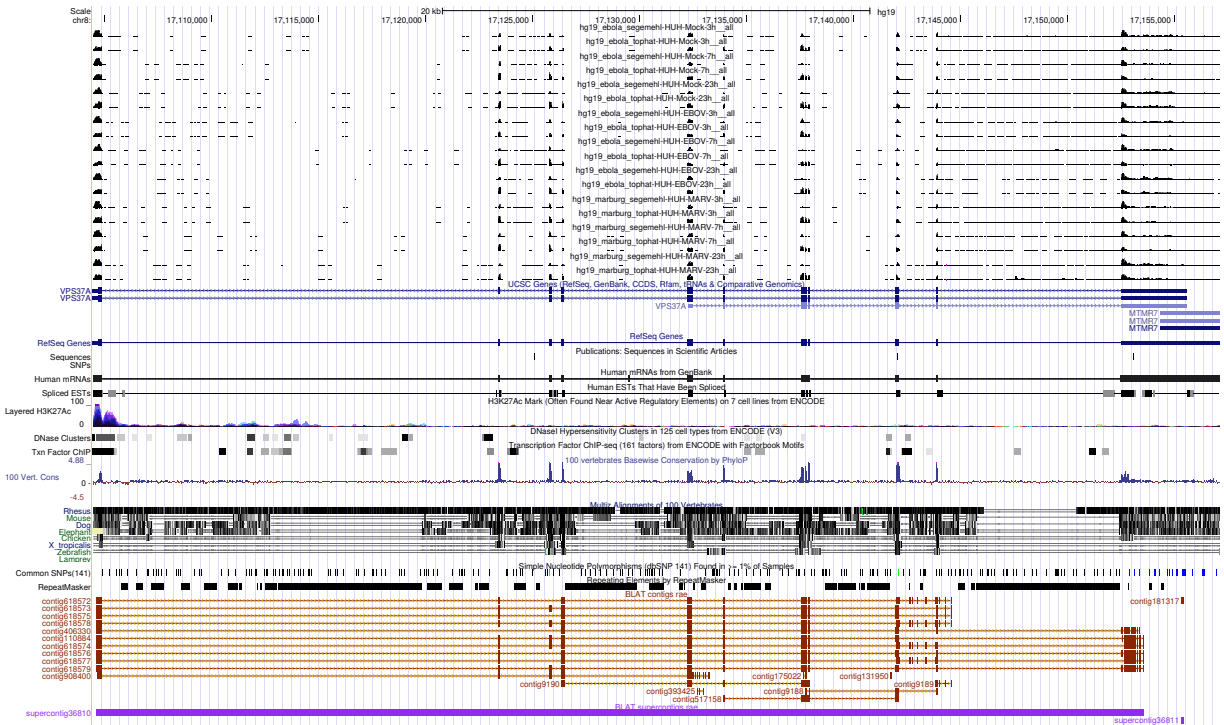 Scale 20 kb hg19
chr8: 17,110,000 17,115,000 17,120,000 17,125,000 17,130,000 17,135,000 17,140,000 17,145,000 17,150,000 17,155,000
hg19_ebola_segemehl-HUH-Mock-3h__all
hg19_ebola_tophat-HUH-Mock-3h__all
hg19_ebola_segemehl-HUH-Mock-7h__all
hg19_ebola_tophat-HUH-Mock-7h__all
hg19_ebola_segemehl-HUH-Mock-23h__all
hg19_ebola_tophat-HUH-Mock-23h__all
hg19_ebola_segemehl-HUH-EBOV-3h__all
hg19_ebola_tophat-HUH-EBOV-3h__all
hg19_ebola_segemehl-HUH-EBOV-7h__all
hg19_ebola_tophat-HUH-EBOV-7h__all
hg19_ebola_segemehl-HUH-EBOV-23h__all
hg19_ebola_tophat-HUH-EBOV-23h__all
hg19_marburg_segemehl-HUH-MARV-3h__all
hg19_marburg_tophat-HUH-MARV-3h__all
hg19_marburg_segemehl-HUH-MARV-7h__all
hg19_marburg_tophat-HUH-MARV-7h__all
hg19_marburg_segemehl-HUH-MARV-23h__all
hg19_marburg_tophat-HUH-MARV-23h__all
UCSC Genes (RefSeq, GenBank, CCDS, Rfam, tRNAs & Comparative Genomics)
VPS37A
VPS37A
VPS37A
MTMR7
MTMR7
MTMR7
RefSeq Genes
RefSeq Genes
Publications: Sequences in Scientific Articles
Sequences
SNPs
Human mRNAs from GenBank
Human mRNAs
Human ESTs That Have Been Spliced
Spliced ESTs
H3K27Ac Mark (Often Found Near Active Regulatory Elements) on 7 cell lines from ENCODE
100
Layered H3K27Ac
0
DNaseI Hypersensitivity Clusters in 125 cell types from ENCODE (V3)
DNase Clusters
Transcription Factor ChIP-seq (161 factors) from ENCODE with Factorbook Motifs
Txn Factor ChIP
100 vertebrates Basewise Conservation by PhyloP
4.88
100 Vert. Cons
0
-4.5
Multiz Alignments of 100 Vertebrates
Rhesus
Mouse
Dog
Elephant
Chicken
X_tropicalis
Zebrafish
Lamprey
Simple Nucleotide Polymorphisms (dbSNP 141) Found in >= 1% of Samples
Common SNPs(141)
Repeating Elements by RepeatMasker
RepeatMasker
BLAT contigs rae
contig618572 contig181317
contig618573
contig618575
contig618578
contig406330
contig110884
contig618574
contig618576
contig618577
contig618579
contig908400 contig175022 contig131950
contig9190 contig9189
contig393425 contig9188
contig517158
BLAT supercontigs rae
supercontig36810
supercontig36811